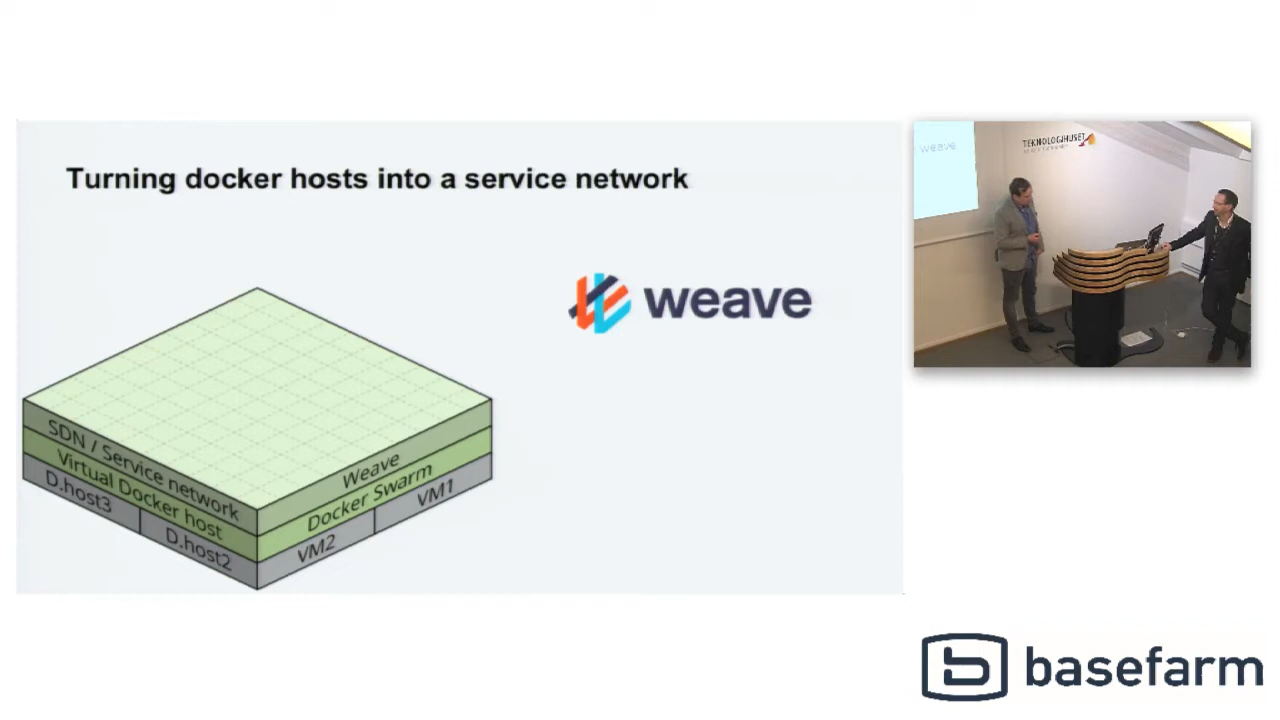 Turning docker hosts into a service network
weave
SDN / Service network
Weave
Virtual Docker host
Docker Swarm
D.host3
D.host2
VM2
VM1
weave
TEKNOLOGIHUSET
basefarm